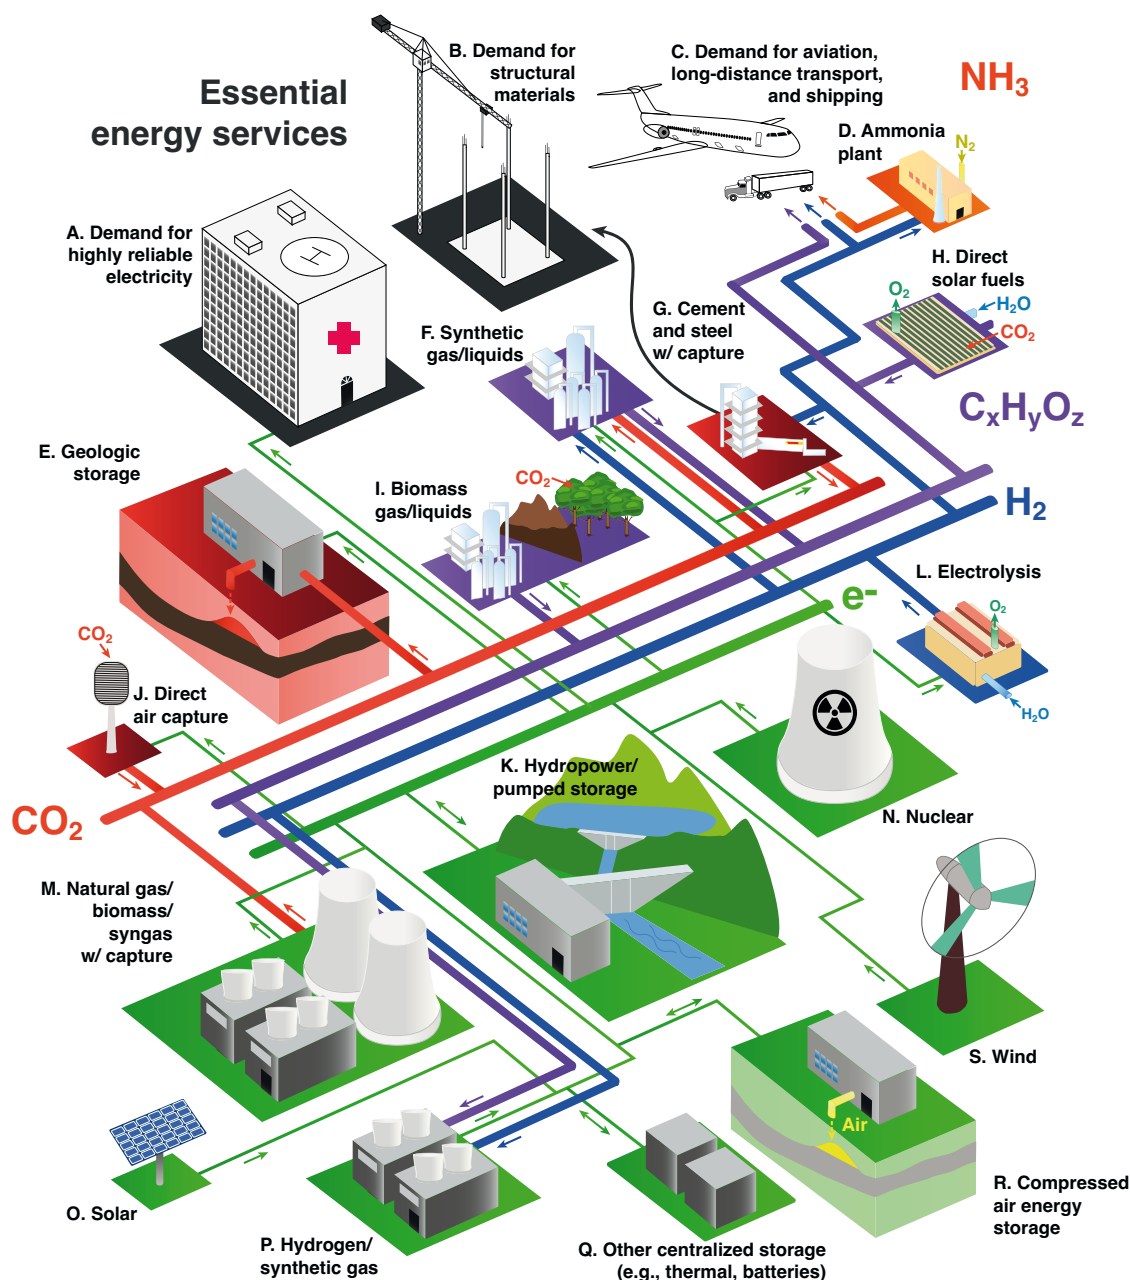 Essential
energy services
B. Demand for
structural
materials
C. Demand for aviation,
long-distance transport,
and shipping
NH3
D. Ammonia
plant
N2
A. Demand for
highly reliable
electricity
H
H. Direct
solar fuels
O2
H2O
CO2
F. Synthetic
gas/liquids
G. Cement
and steel
w/ capture
CxHyOz
E. Geologic
storage
I. Biomass
gas/liquids
CO2
H2
L. Electrolysis
O2
H2O
e-
CO2
J. Direct
air capture
K. Hydropower/
pumped storage
N. Nuclear
CO2
M. Natural gas/
biomass/
syngas
w/ capture
S. Wind
Air
O. Solar
P. Hydrogen/
synthetic gas
Q. Other centralized storage
(e.g., thermal, batteries)
R. Compressed
air energy
storage